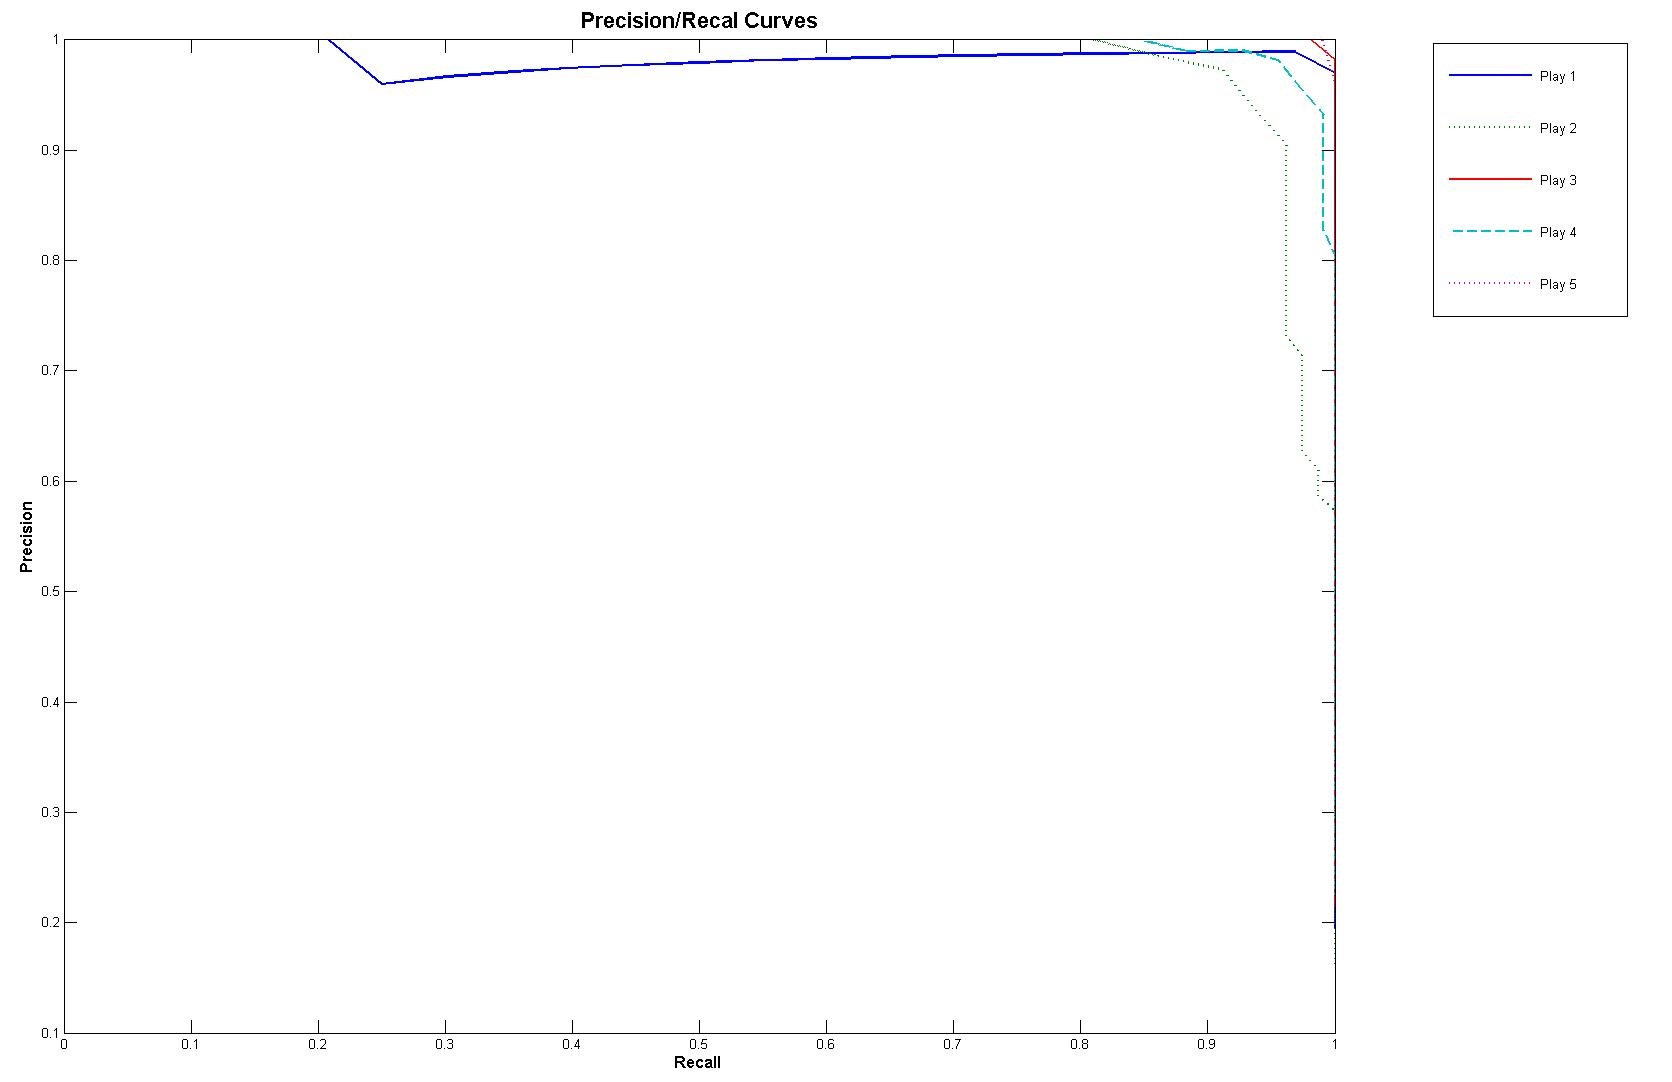 Precision/Recal Curves
1
0.9
0.8
0.7
0.6
0.5
0.4
0.3
0.2
0.1
Precision
0 0.1 0.2 0.3 0.4 0.5 0.6 0.7 0.8 0.9 1
Recall
Play 1
Play 2
Play 3
Play 4
Play 5